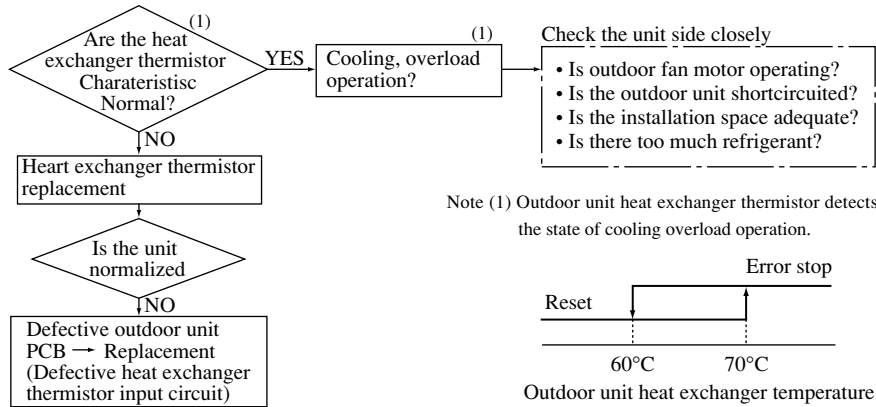 (1)
Are the heat
exchanger thermistor
Charateristisc
Normal?
YES
(1)
Cooling, overload
operation?
Check the unit side closely
• Is outdoor fan motor operating?
• Is the outdoor unit shortcircuited?
• Is the installation space adequate?
• Is there too much refrigerant?
NO
Heart exchanger thermistor
replacement
Is the unit
normalized
NO
Defective outdoor unit
PCB → Replacement
(Defective heat exchanger
thermistor input circuit)
Note (1) Outdoor unit heat exchanger thermistor detects
the state of cooling overload operation.
Error stop
Reset
60°C
70°C
Outdoor unit heat exchanger temperature